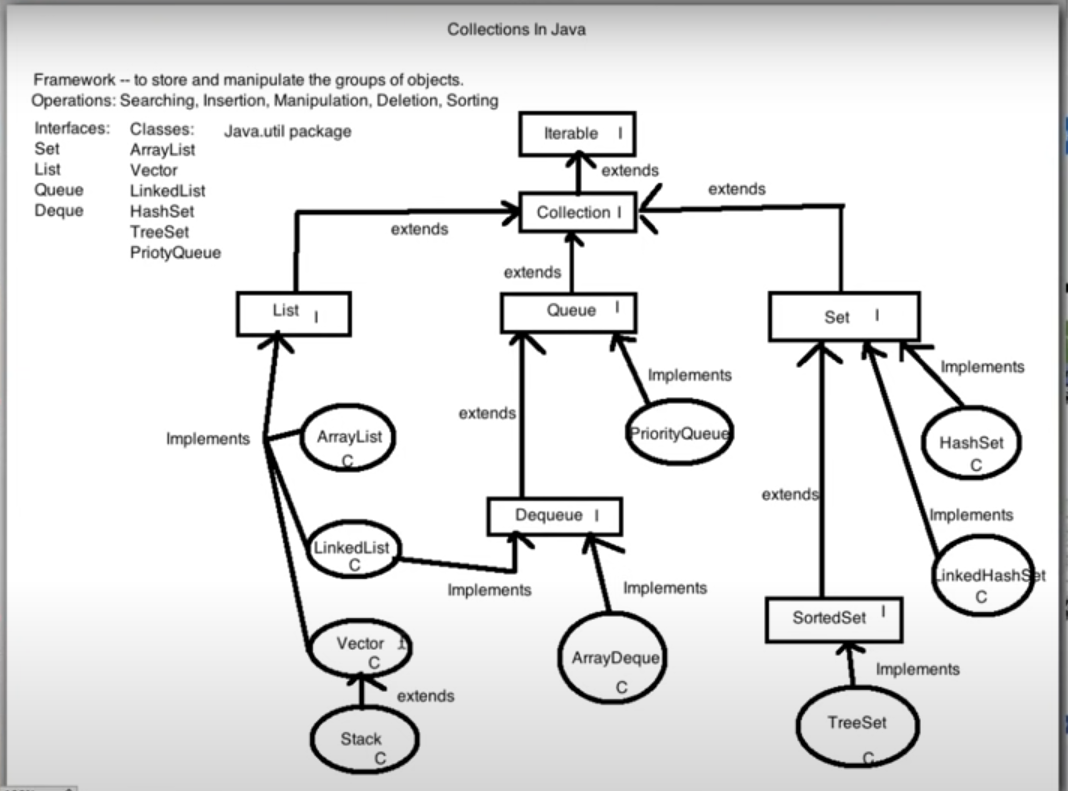 Collections In Java
Framework -- to store and manipulate the groups of objects.
Operations: Searching, Insertion, Manipulation, Deletion, Sorting
Interfaces: Classes: Java.util package
Set ArrayList
List Vector
Queue LinkedList
Deque HashSet
TreeSet
PriotyQueue
Iterable I
extends
Collection I
extends
extends
extends
List I
Queue I
Set I
Implements
Implements
extends
Implements
ArrayList
C
PriorityQueue
HashSet
C
extends
Dequeue I
Implements
LinkedList
C
Implements
Implements
LinkedHashSet
C
SortedSet I
Vector
C
ArrayDeque
C
Implements
extends
Stack
C
TreeSet
C